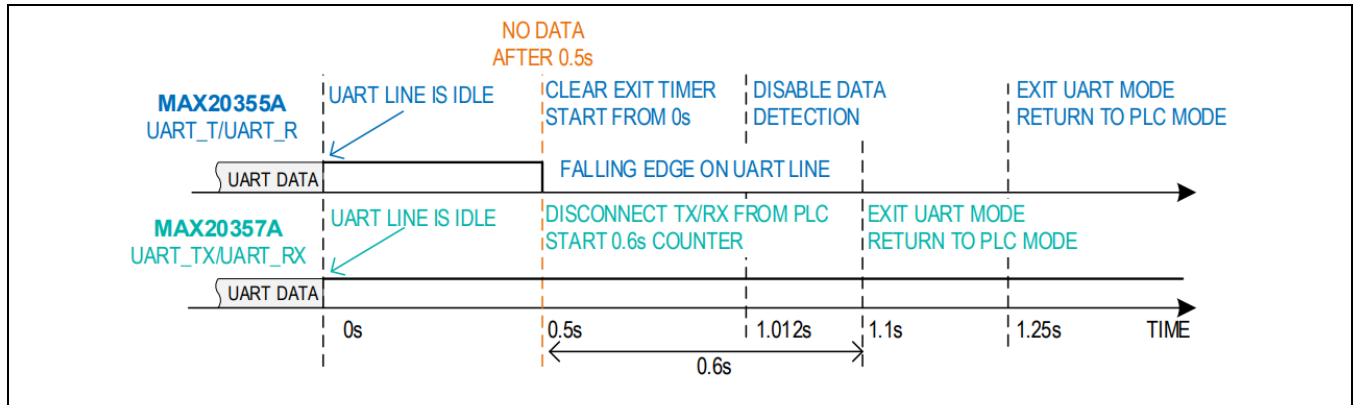 NO DATA
AFTER 0.5s
MAX20355A
UART_T/UART_R
UART LINE IS IDLE
CLEAR EXIT TIMER
START FROM 0s
DISABLE DATA
DETECTION
EXIT UART MODE
RETURN TO PLC MODE
UART DATA
FALLING EDGE ON UART LINE
MAX20357A
UART_TX/UART_RX
UART LINE IS IDLE
DISCONNECT TX/RX FROM PLC
START 0.6s COUNTER
EXIT UART MODE
RETURN TO PLC MODE
UART DATA
0s
0.5s
1.012s
1.1s
1.25s
TIME
0.6s